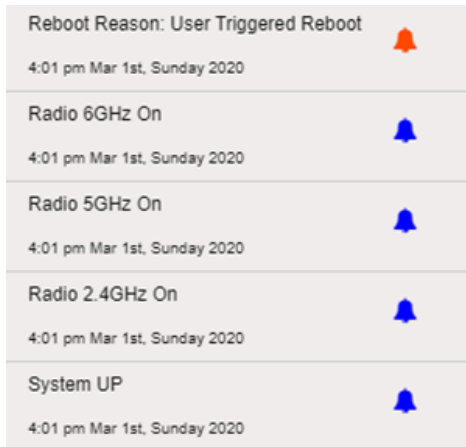 Reboot Reason: User Triggered Reboot
4:01 pm Mar 1st, Sunday 2020
Radio 6GHz On
4:01 pm Mar 1st, Sunday 2020
Radio 5GHz On
4:01 pm Mar 1st, Sunday 2020
Radio 2.4GHz On
4:01 pm Mar 1st, Sunday 2020
System UP
4:01 pm Mar 1st, Sunday 2020